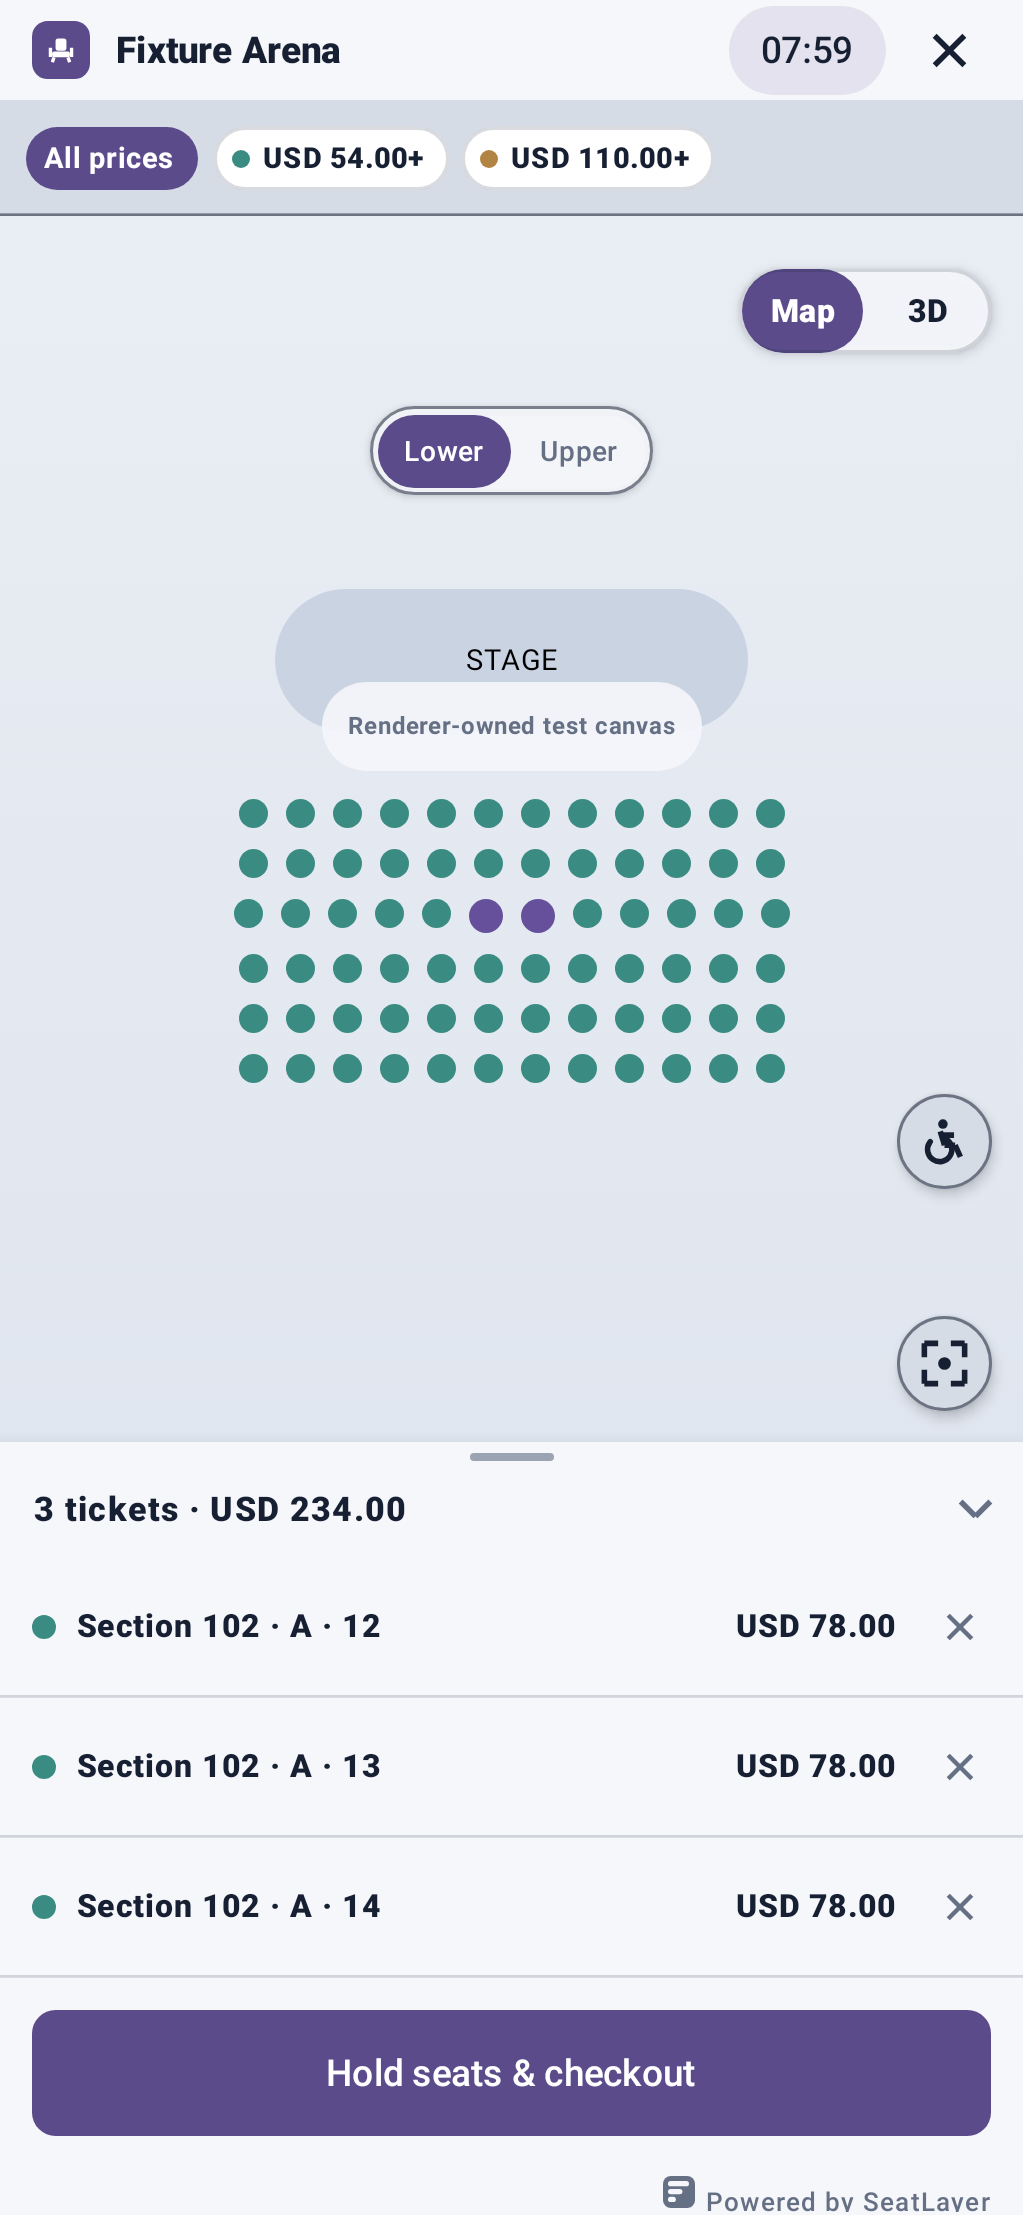 Fixture Arena
07:59
All prices
USD 54.00+
USD 110.00+
Map
3D
Lower
Upper
STAGE
Renderer-owned test canvas
3 tickets · USD 234.00
Section 102 · A · 12
USD 78.00
Section 102 · A · 13
USD 78.00
Section 102 · A · 14
USD 78.00
Hold seats & checkout
Powered by SeatLayer